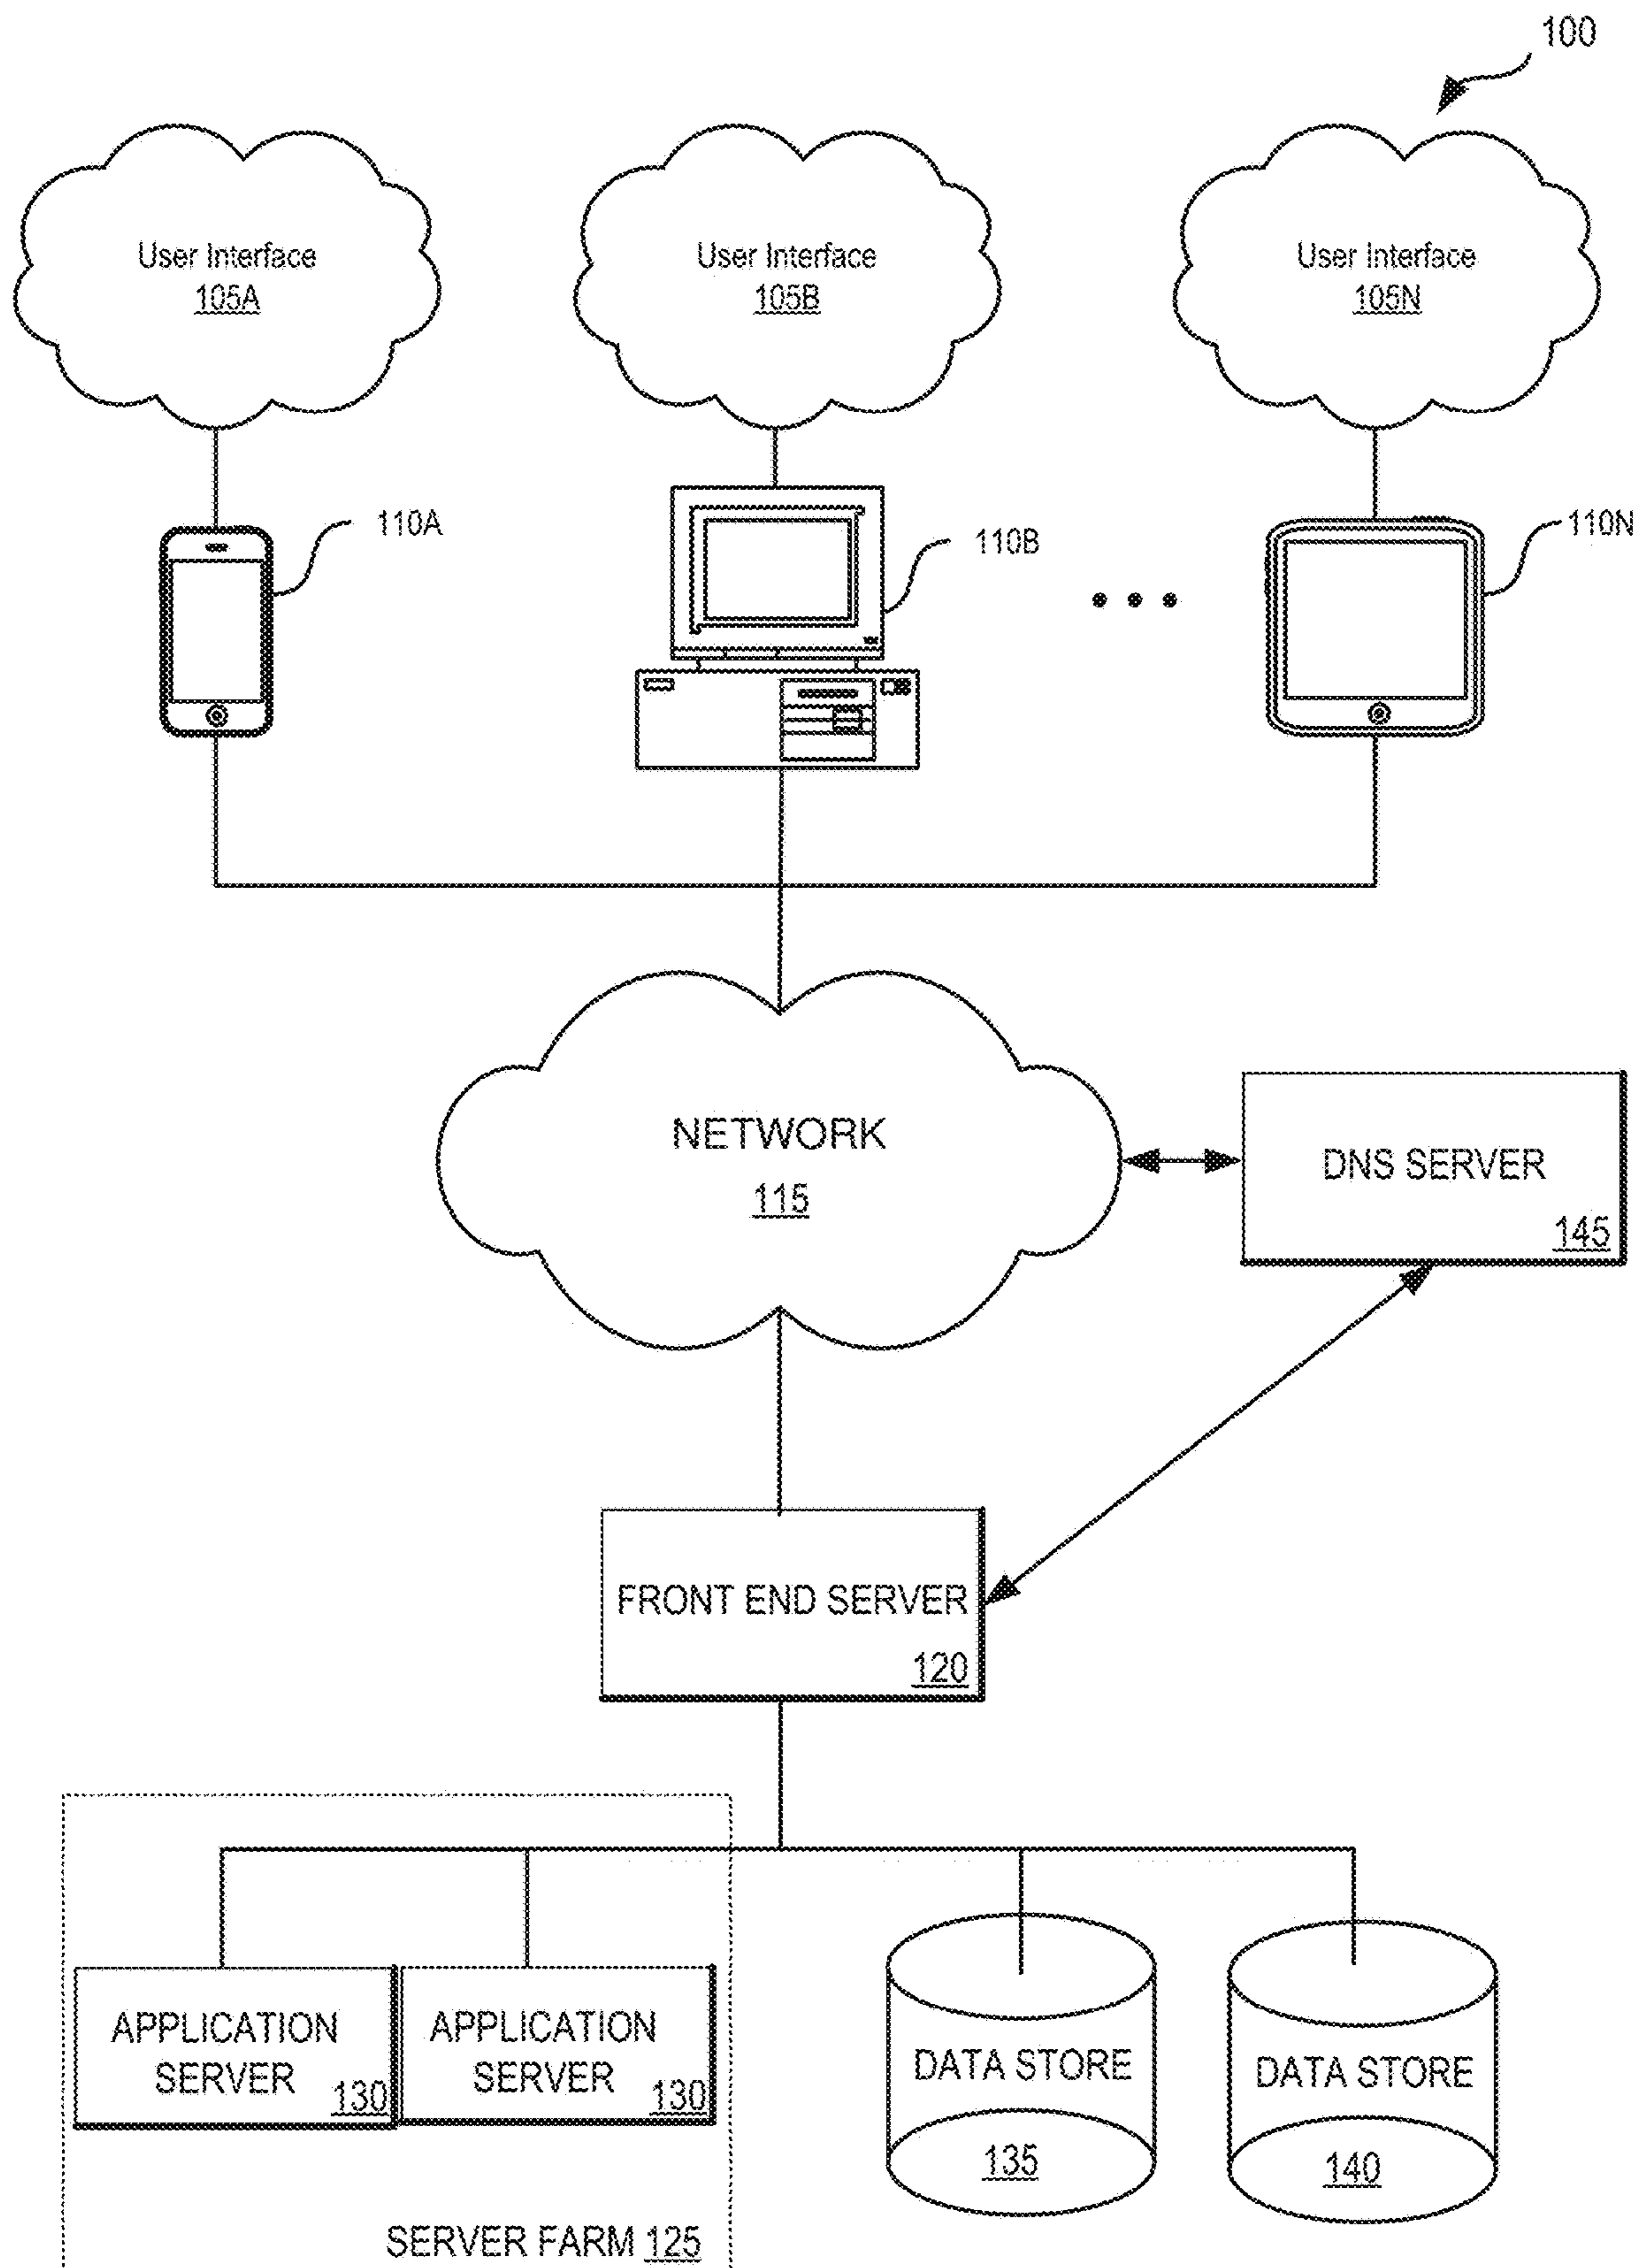 100
User Interface
105A
User Interface
105B
User Interface
105N
110A
110B
110N
NETWORK
115
DNS SERVER
145
FRONT END SERVER
120
APPLICATION
SERVER
130
APPLICATION
SERVER
130
DATA STORE
135
DATA STORE
140
SERVER FARM 125